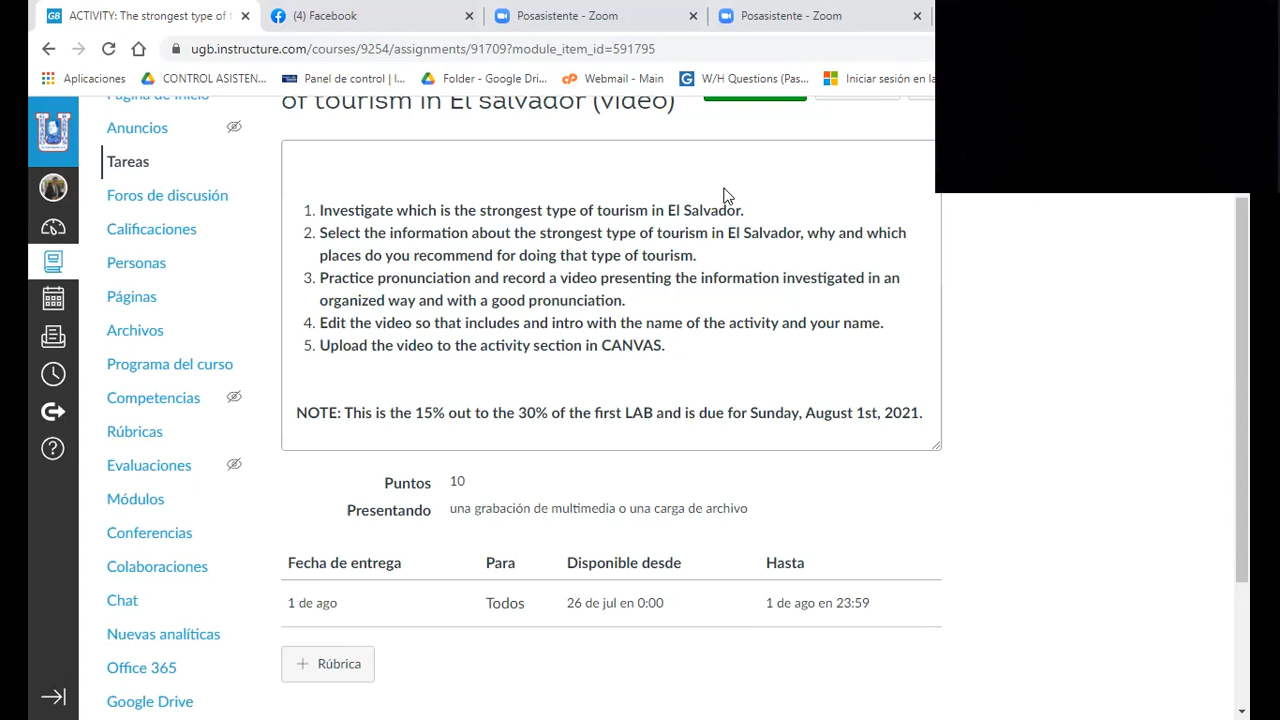 ACTIVITY: The strongest type of
(4) Facebook
Posasistente - Zoom
Posasistente - Zoom
ugb.instructure.com/courses/9254/assignments/91709?module_item_id=591795
Aplicaciones
CONTROL ASISTEN...
Panel de control | I...
Folder - Google Dri...
Webmail - Main
W/H Questions (Pas...
Iniciar sesión en la
Página de Inicio
of tourism in El salvador (video)
Anuncios
Tareas
Foros de discusión
Calificaciones
Personas
Páginas
Archivos
Programa del curso
Competencias
Rúbricas
Evaluaciones
Módulos
Conferencias
Colaboraciones
Chat
Nuevas analíticas
Office 365
Google Drive
1. Investigate which is the strongest type of tourism in El Salvador.
2. Select the information about the strongest type of tourism in El Salvador, why and which
places do you recommend for doing that type of tourism.
3. Practice pronunciation and record a video presenting the information investigated in an
organized way and with a good pronunciation.
4. Edit the video so that includes and intro with the name of the activity and your name.
5. Upload the video to the activity section in CANVAS.
NOTE: This is the 15% out to the 30% of the first LAB and is due for Sunday, August 1st, 2021.
Puntos 10
Presentando una grabación de multimedia o una carga de archivo
Fecha de entrega Para Disponible desde Hasta
1 de ago Todos 26 de jul en 0:00 1 de ago en 23:59
+ Rúbrica